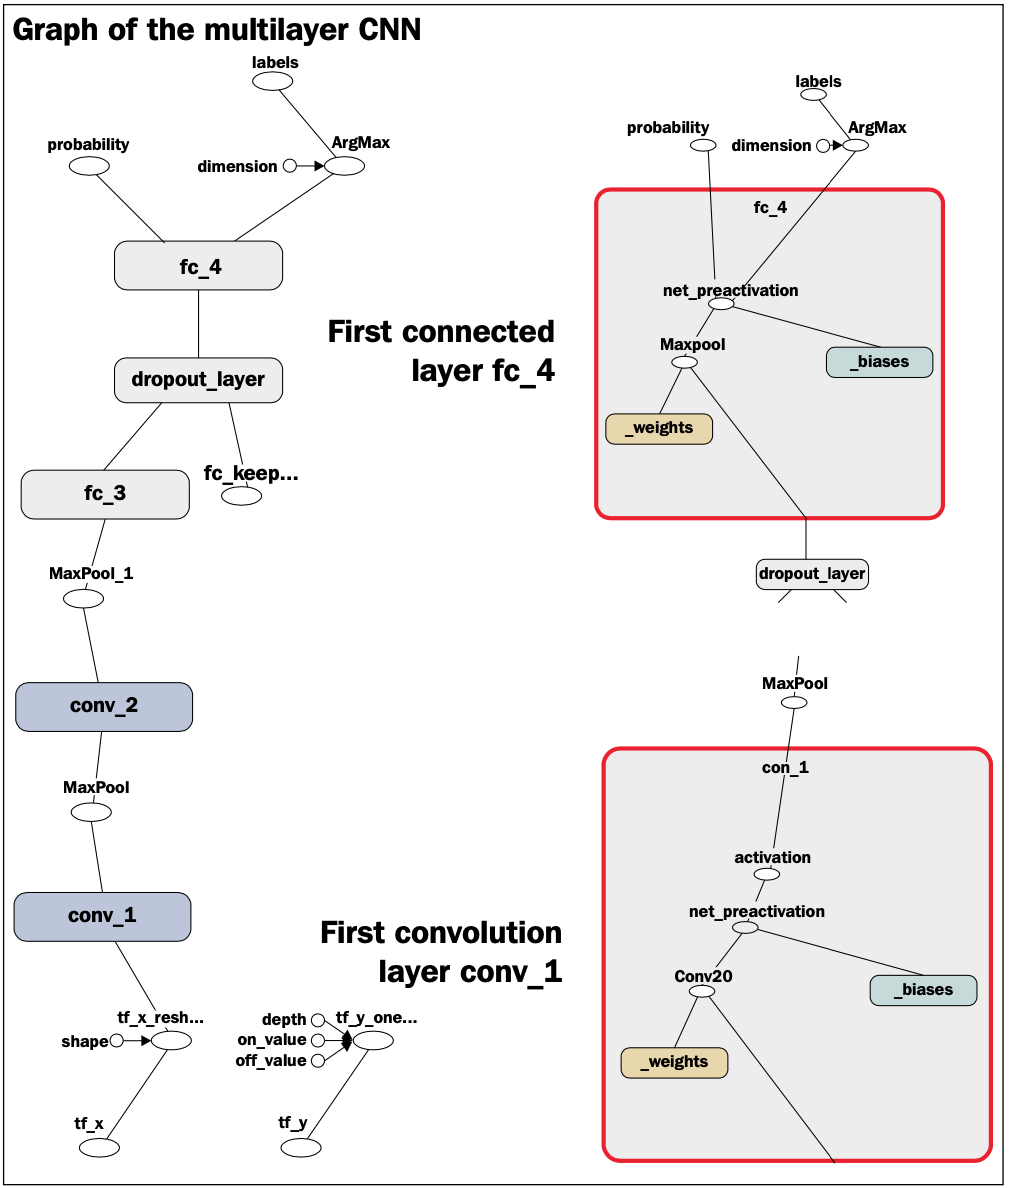 Graph of the multilayer CNN
labels
probability
ArgMax
dimension
fc_4
dropout_layer
fc_keep...
fc_3
MaxPool_1
conv_2
MaxPool
conv_1
tf_x_resh...
shape
tf_x
depth
tf_y_one...
on_value
off_value
tf_y
First connected
layer fc_4
labels
probability
ArgMax
dimension
fc_4
net_preactivation
Maxpool
_biases
_weights
dropout_layer
First convolution
layer conv_1
MaxPool
con_1
activation
net_preactivation
Conv20
_biases
_weights